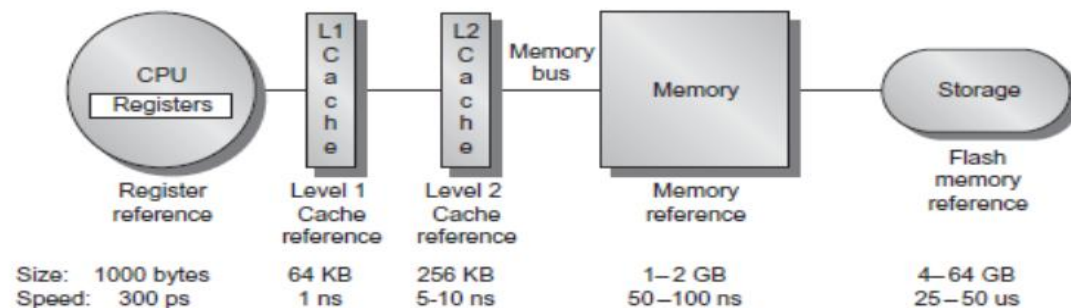 CPU
Registers
L1
Cache
L2
Cache
Memory
bus
Memory
Storage
Register
reference
Level 1
Cache
reference
Level 2
Cache
reference
Memory
reference
Flash
memory
reference
Size: 1000 bytes 64 KB 256 KB 1–2 GB 4–64 GB
Speed: 300 ps 1 ns 5-10 ns 50–100 ns 25–50 us